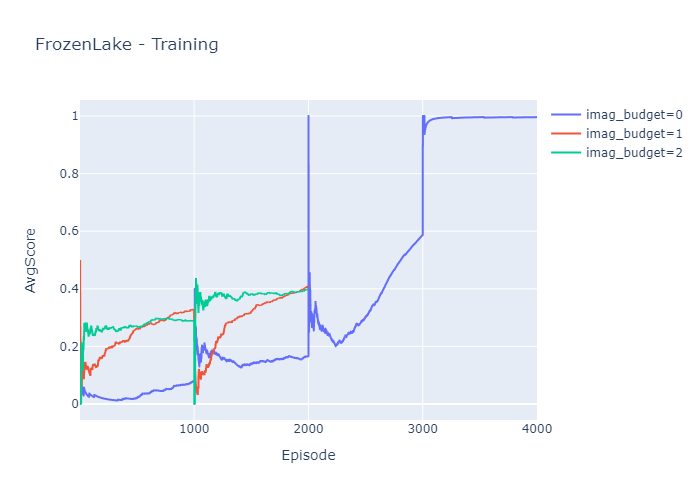 FrozenLake - Training
1
0.8
0.6
0.4
0.2
0
AvgScore
1000
2000
3000
4000
Episode
imag_budget=0
imag_budget=1
imag_budget=2